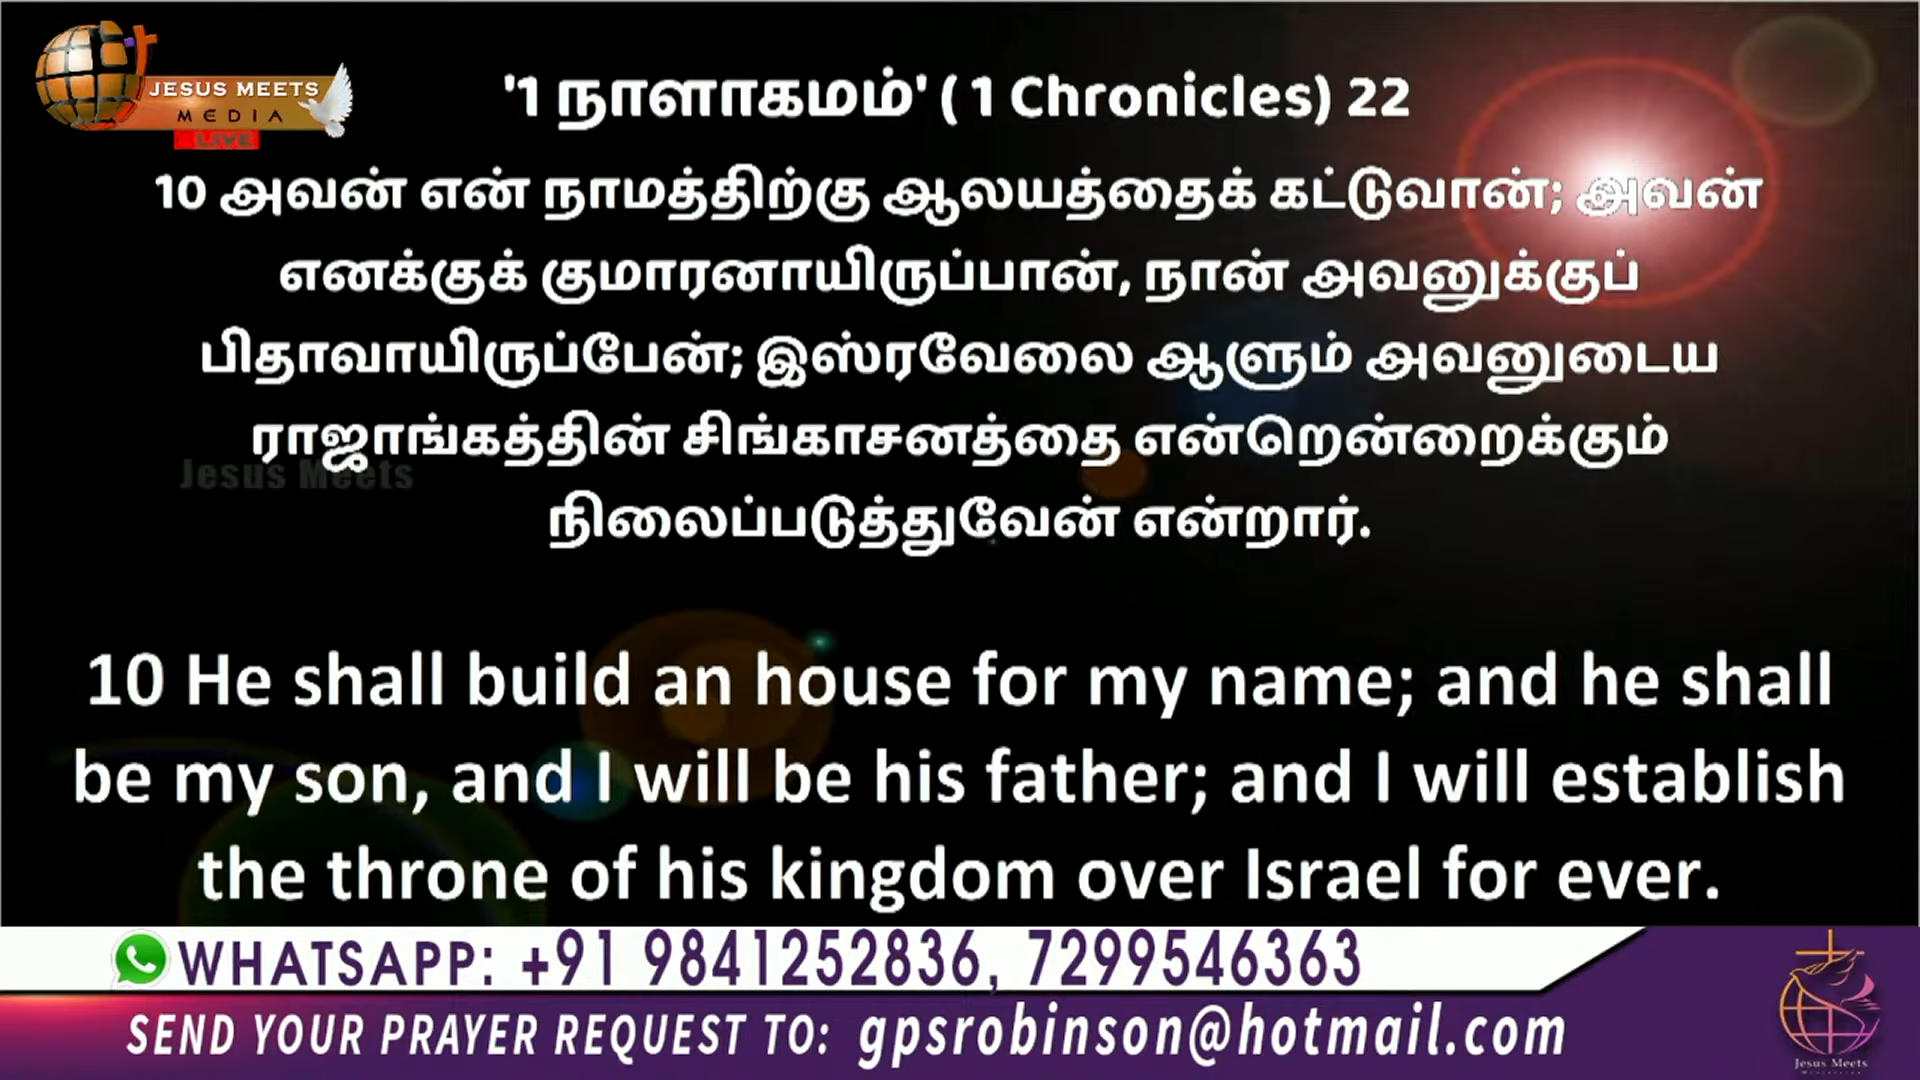 JESUS MEETS
MEDIA
LIVE
'1 நாளாகமம்' ( 1 Chronicles) 22
10 அவன் என் நாமத்திற்கு ஆலயத்தைக் கட்டுவான்; அவன்
எனக்குக் குமாரனாயிருப்பான், நான் அவனுக்குப்
பிதாவாயிருப்பேன்; இஸ்ரவேலை ஆளும் அவனுடைய
ராஜாங்கத்தின் சிங்காசனத்தை என்றென்றைக்கும்
Jesus Meets
நிலைப்படுத்துவேன் என்றார்.
10 He shall build an house for my name; and he shall
be my son, and I will be his father; and I will establish
the throne of his kingdom over Israel for ever.
WHATSAPP: +91 9841252836, 7299546363
SEND YOUR PRAYER REQUEST TO: gpsrobinson@hotmail.com
Jesus Meets